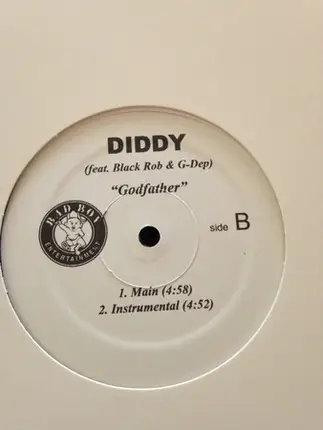 DIDDY
(feat. Black Rob & G-Dep)
"Godfather"
BAD BOY
ENTERTAINMENT
side B
1. Main (4:58)
2. Instrumental (4:52)